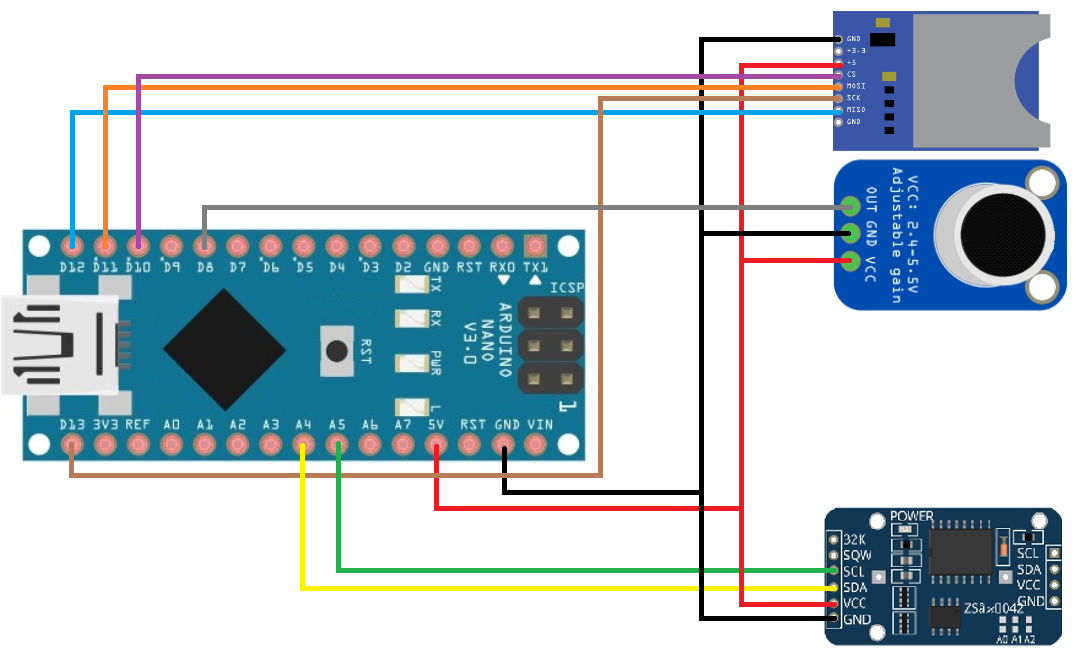 GND
+3.3
+5
CS
MOSI
SCK
MISO
GND
OUT GND VCC
Adjustable gain
VCC: 2.4-5.5V
D12 D11 D10 D9 D8 D7 D6 D5 D4 D3 D2 GND RST RX0 TX1
ICSP
TX
RX
PWR
L
RST
ARDUINO
NANO
V3.0
1
D13 3V3 REF A0 A1 A2 A3 A4 A5 A6 A7 5V RST GND VIN
POWER
32K
SQW
SCL
SDA
VCC
GND
SCL
SDA
VCC
GND
ZSâx▯042
A0 A1 A2